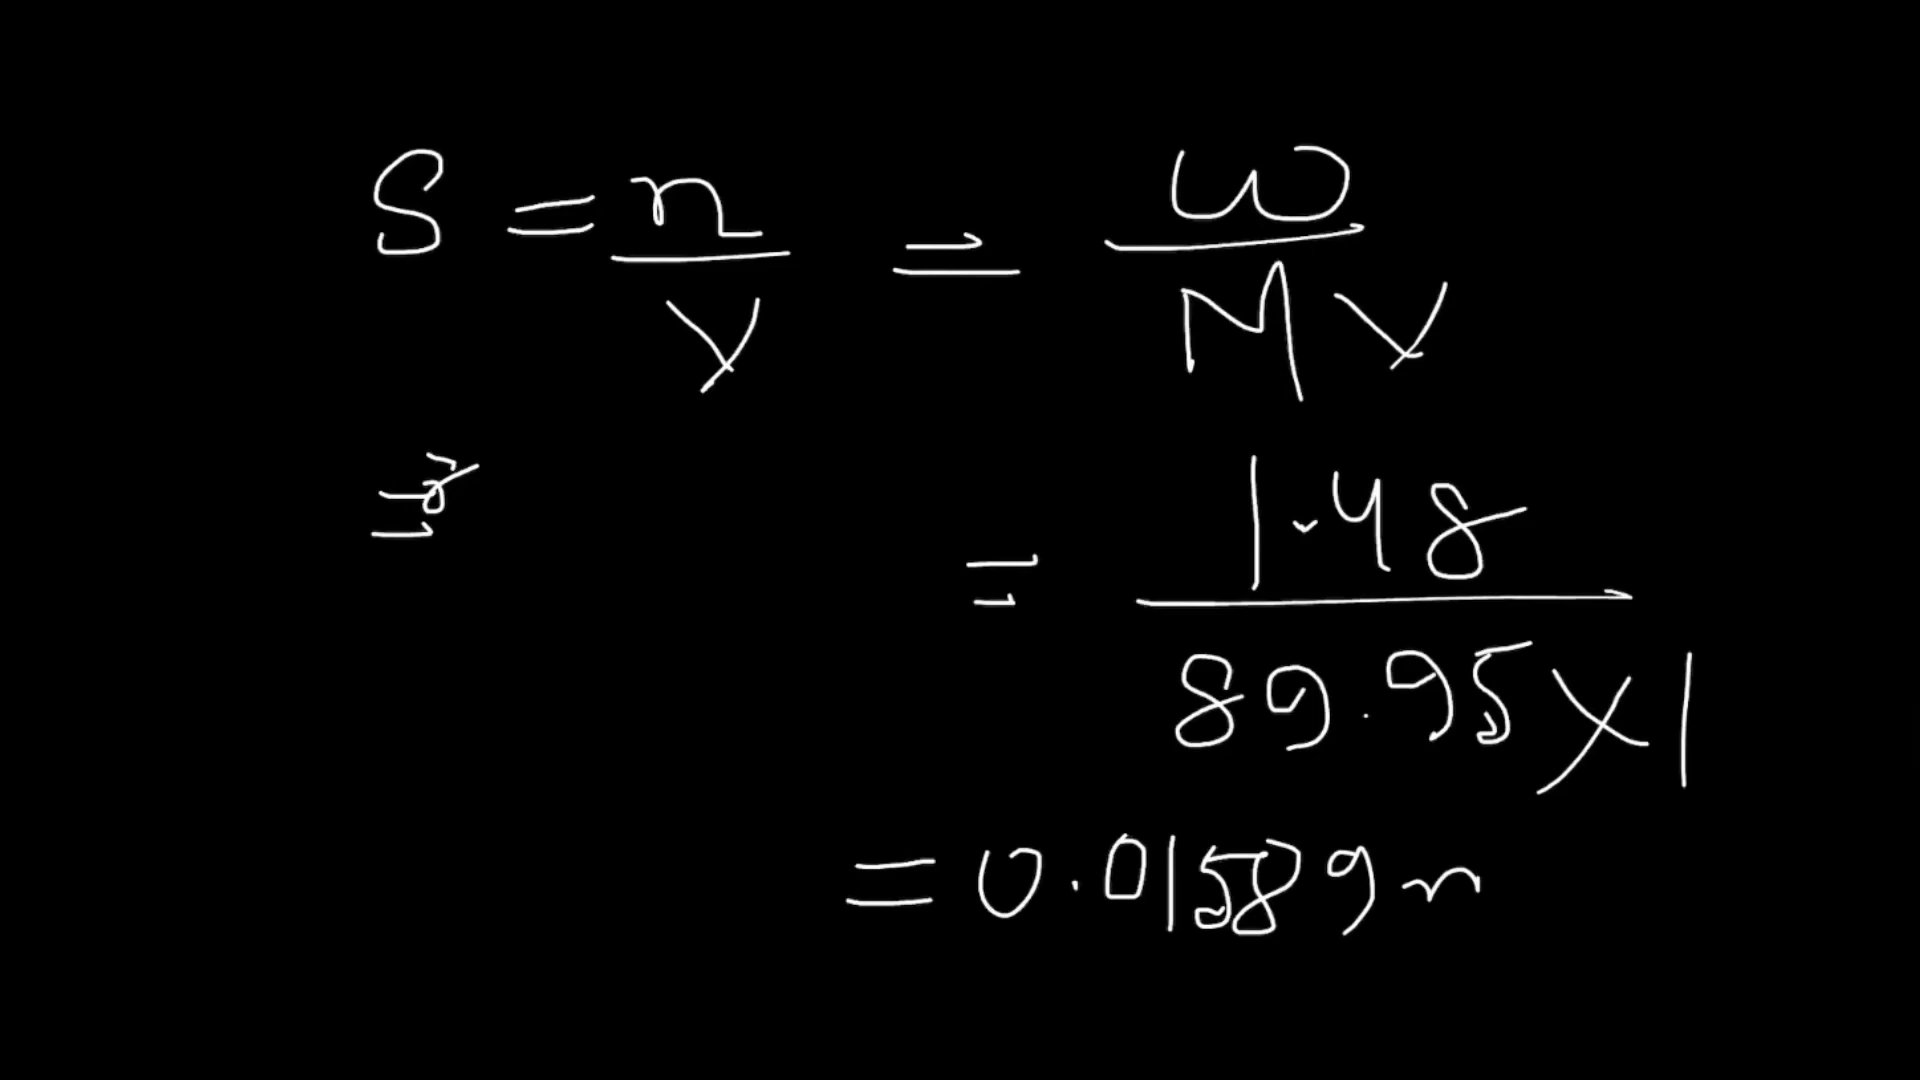 S = n/V = w/MV
= 1.48/89.95×1
= 0.01589 m